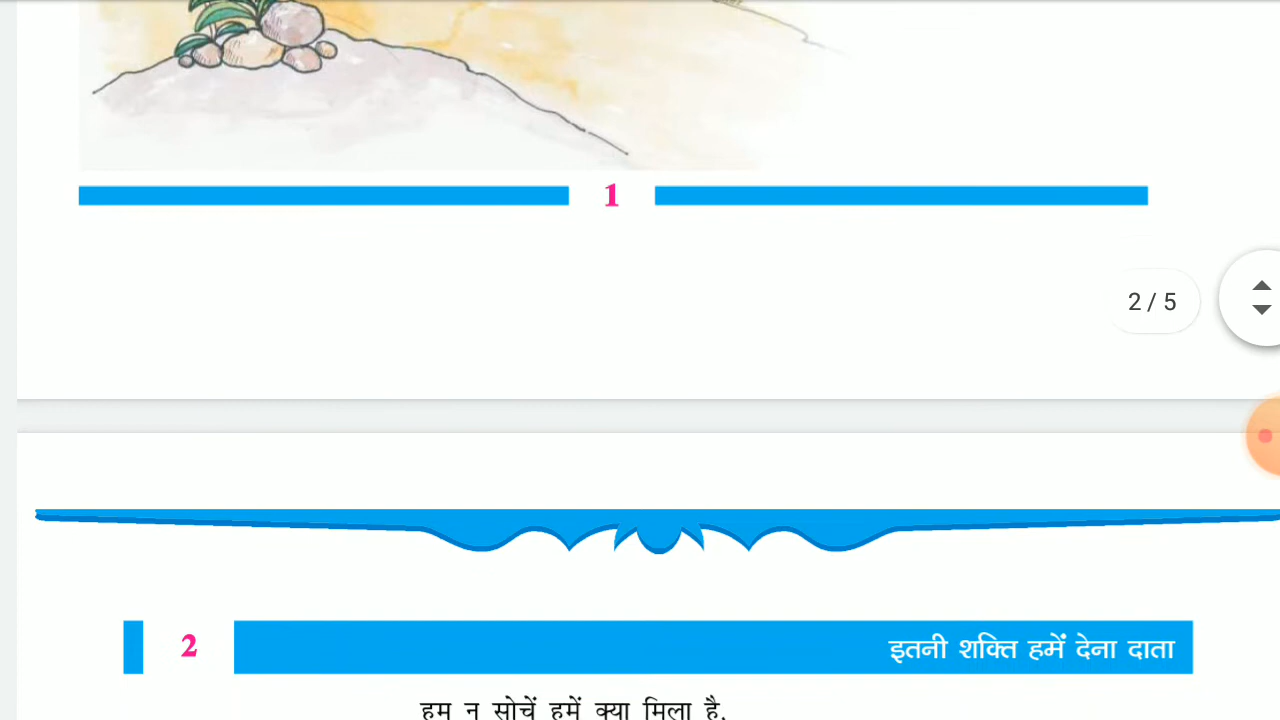 1
2 / 5
2
इतनी शक्ति हमें देना दाता
हम न सोचें हमें क्या मिला है,